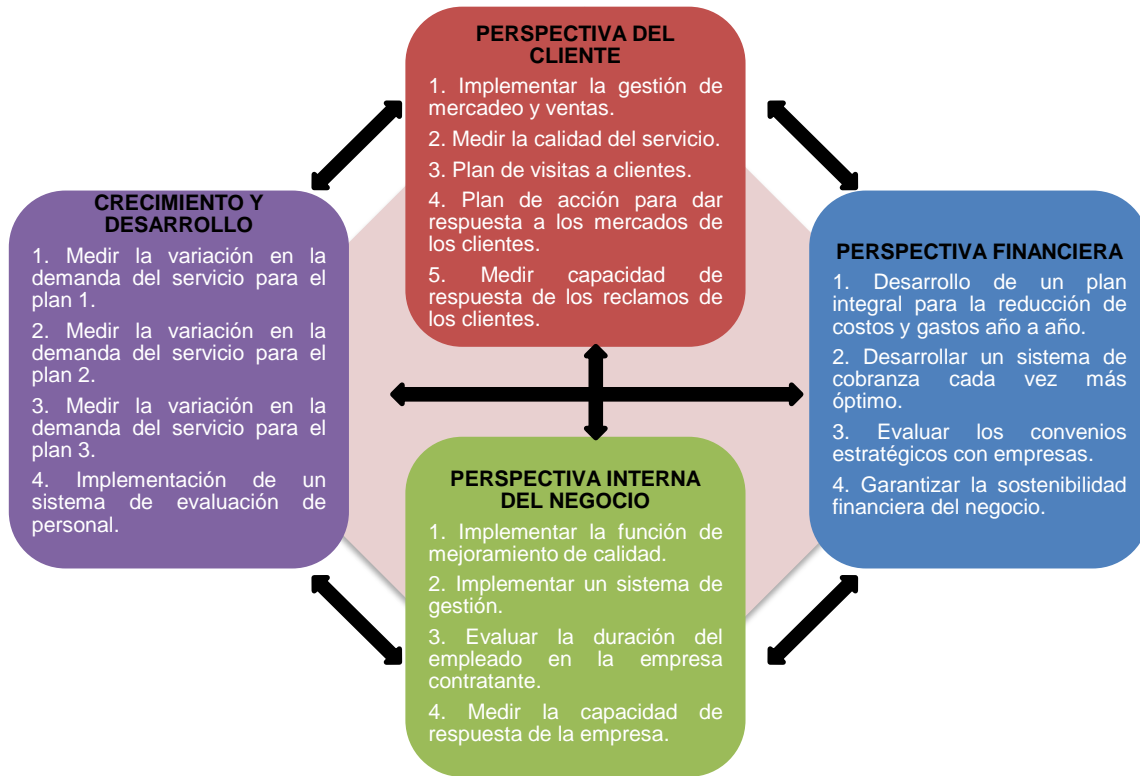 PERSPECTIVA DEL
CLIENTE
1. Implementar la gestión de
mercadeo y ventas.
2. Medir la calidad del servicio.
3. Plan de visitas a clientes.
4. Plan de acción para dar
respuesta a los mercados de
los clientes.
5. Medir capacidad de
respuesta de los reclamos de
los clientes.
CRECIMIENTO Y
DESARROLLO
1. Medir la variación en la
demanda del servicio para el
plan 1.
2. Medir la variación en la
demanda del servicio para el
plan 2.
3. Medir la variación en la
demanda del servicio para el
plan 3.
4. Implementación de un
sistema de evaluación de
personal.
PERSPECTIVA FINANCIERA
1. Desarrollo de un plan
integral para la reducción de
costos y gastos año a año.
2. Desarrollar un sistema de
cobranza cada vez más
óptimo.
3. Evaluar los convenios
estratégicos con empresas.
4. Garantizar la sostenibilidad
financiera del negocio.
PERSPECTIVA INTERNA
DEL NEGOCIO
1. Implementar la función de
mejoramiento de calidad.
2. Implementar un sistema de
gestión.
3. Evaluar la duración del
empleado en la empresa
contratante.
4. Medir la capacidad de
respuesta de la empresa.